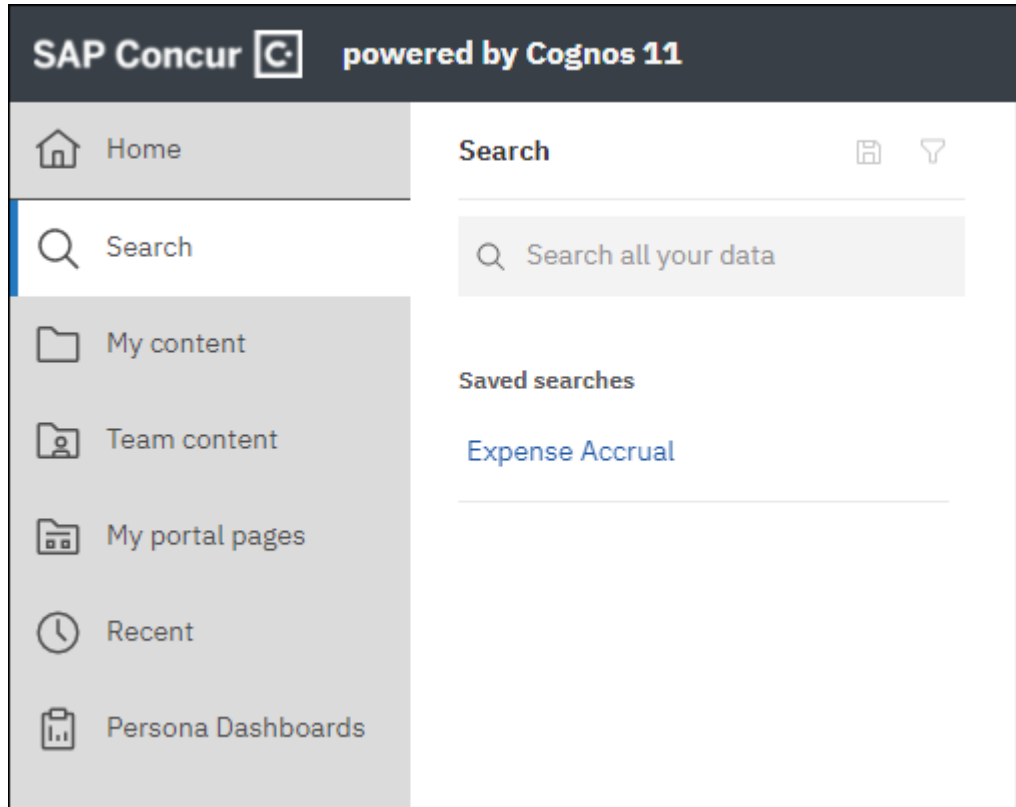 SAP Concur C powered by Cognos 11
Home
Search
My content
Team content
My portal pages
Recent
Persona Dashboards
Search
Search all your data
Saved searches
Expense Accrual